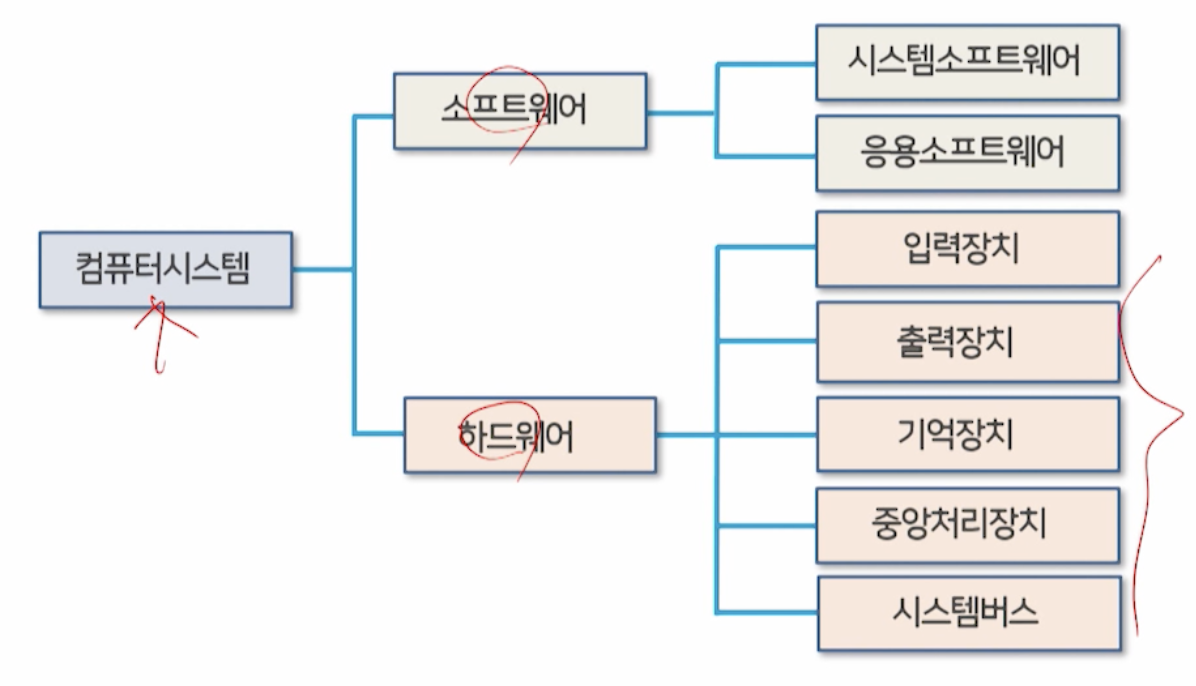 컴퓨터시스템
소프트웨어
시스템소프트웨어
응용소프트웨어
하드웨어
입력장치
출력장치
기억장치
중앙처리장치
시스템버스